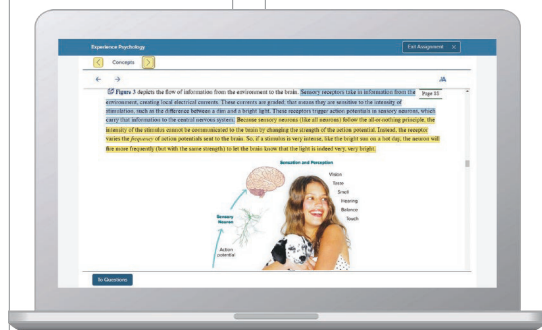 Experience Psychology
Exit Assignment X
< Concepts >
← → AA
Figure 3 depicts the flow of information from the environment to the brain. Sensory receptors take in information from the Page 83
environment, creating local electrical currents. These currents are graded; that means they are sensitive to the intensity of
stimulation, such as the difference between a dim and a bright light. These receptors trigger action potentials in sensory neurons, which
carry that information to the central nervous system. Because sensory neurons (like all neurons) follow the all-or-nothing principle, the
intensity of the stimulus cannot be communicated to the brain by changing the strength of the action potential. Instead, the receptor
varies the frequency of action potentials sent to the brain. So, if a stimulus is very intense, like the bright sun on a hot day, the neuron will
fire more frequently (but with the same strength) to let the brain know that the light is indeed very, very bright.
Sensation and Perception
Vision
Taste
Smell
Hearing
Balance
Touch
Sensory
Neuron
Action
potential
To Questions